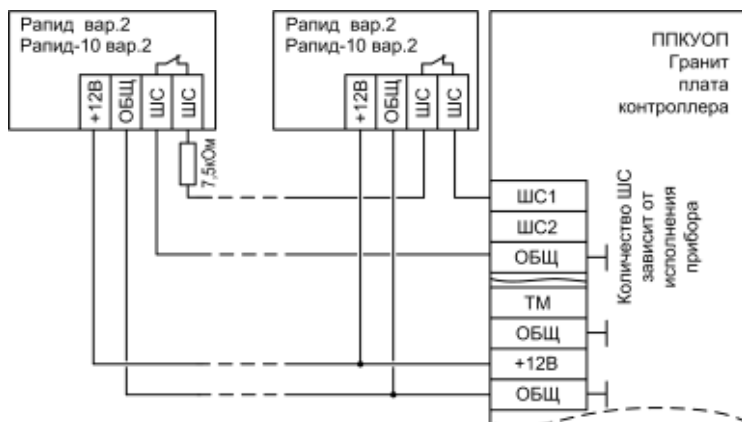 Рапид вар.2
Рапид-10 вар.2
+12В
ОБЩ
ШС
ШС
7,5кОм
Рапид вар.2
Рапид-10 вар.2
+12В
ОБЩ
ШС
ШС
ППКУОП
Гранит
плата
контроллера
ШС1
ШС2
ОБЩ
ТМ
ОБЩ
+12В
ОБЩ
Количество ШС
зависит от
исполнения
прибора